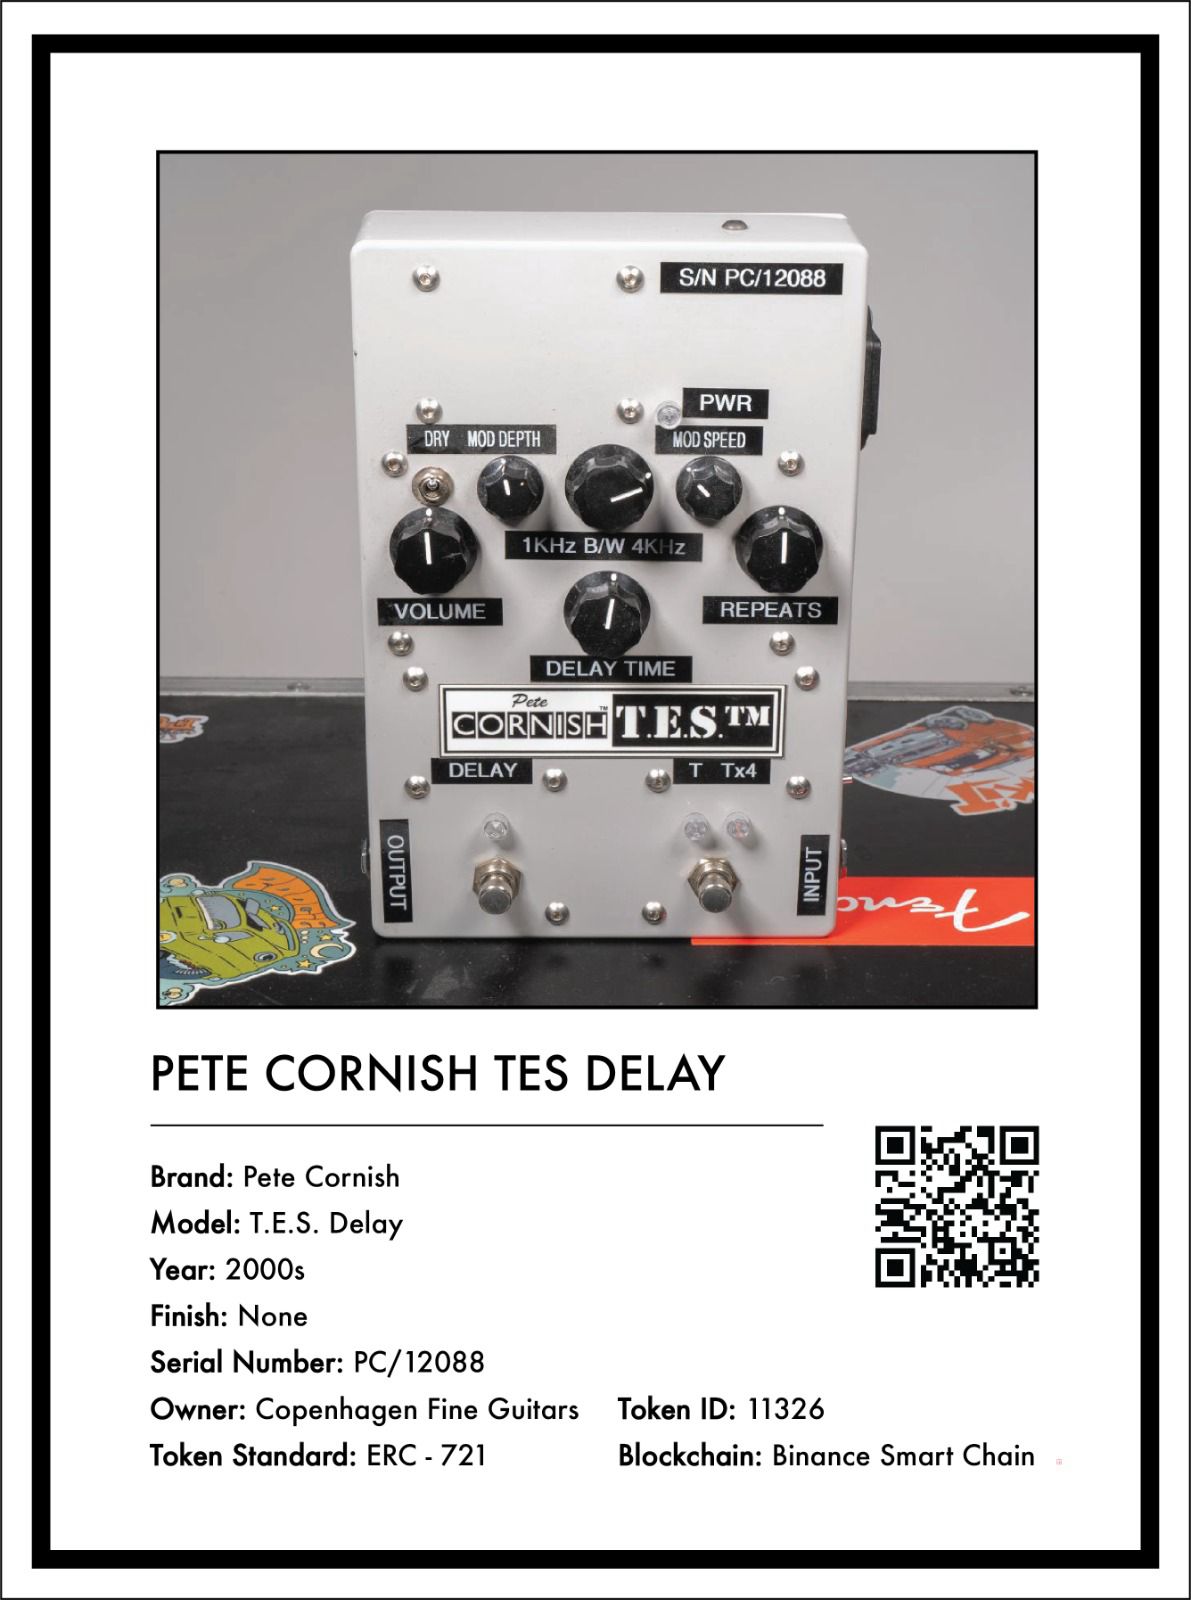 S/N PC/12088
PWR
DRY MOD DEPTH
MOD SPEED
1KHz B/W 4KHz
VOLUME
REPEATS
DELAY TIME
Pete
CORNISH™ T.E.S.™
DELAY
T Tx4
OUTPUT
INPUT
PETE CORNISH TES DELAY
Brand: Pete Cornish
Model: T.E.S. Delay
Year: 2000s
Finish: None
Serial Number: PC/12088
Owner: Copenhagen Fine Guitars Token ID: 11326
Token Standard: ERC - 721 Blockchain: Binance Smart Chain